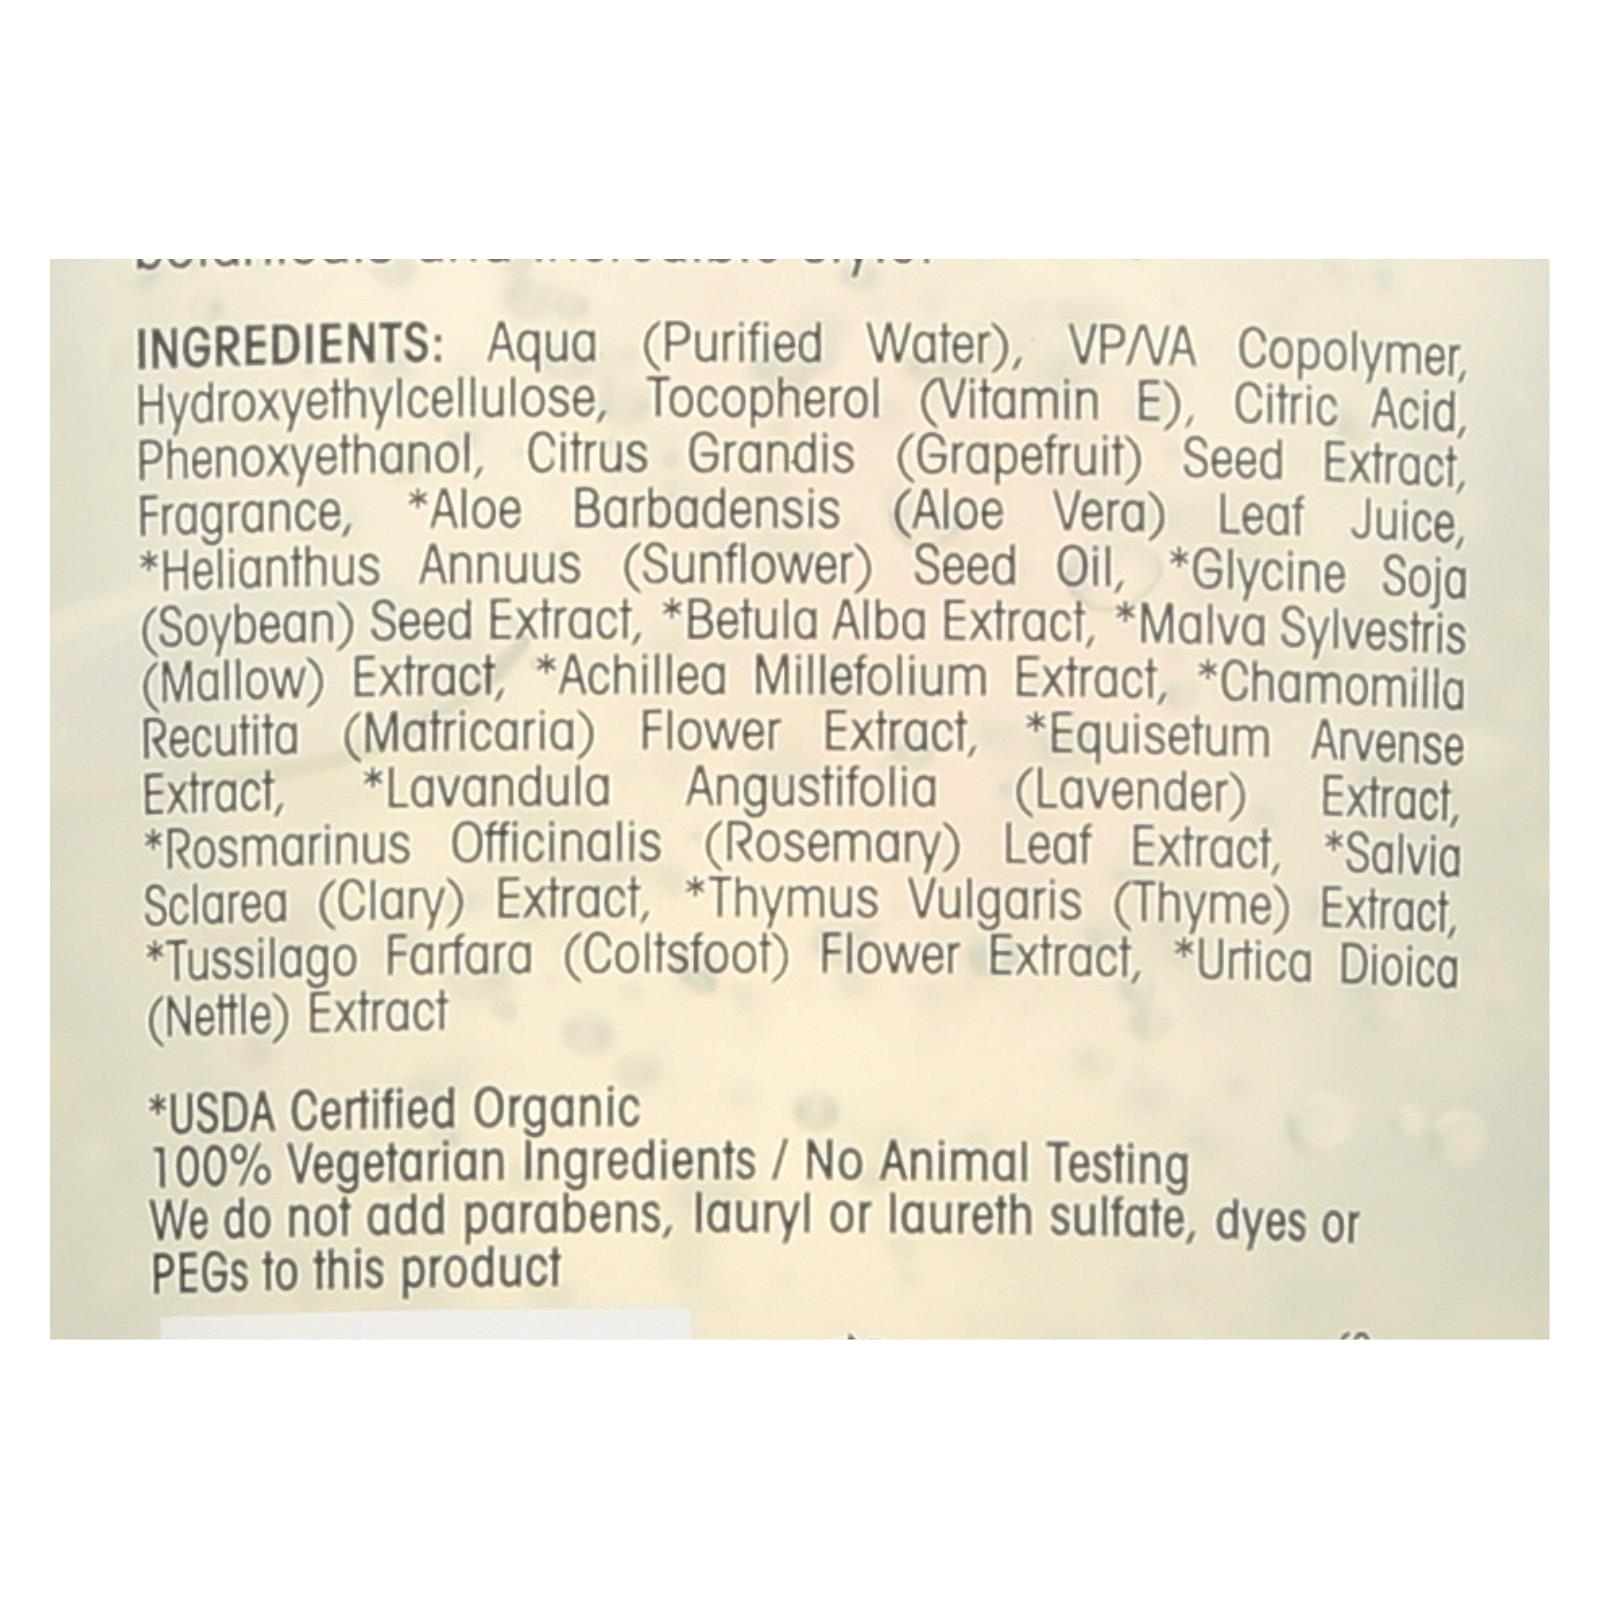 INGREDIENTS: Aqua (Purified Water), VP/VA Copolymer,
Hydroxyethylcellulose, Tocopherol (Vitamin E), Citric Acid,
Phenoxyethanol, Citrus Grandis (Grapefruit) Seed Extract,
Fragrance, *Aloe Barbadensis (Aloe Vera) Leaf Juice,
*Helianthus Annuus (Sunflower) Seed Oil, *Glycine Soja
(Soybean) Seed Extract, *Betula Alba Extract, *Malva Sylvestris
(Mallow) Extract, *Achillea Millefolium Extract, *Chamomilla
Recutita (Matricaria) Flower Extract, *Equisetum Arvense
Extract, *Lavandula Angustifolia (Lavender) Extract,
*Rosmarinus Officinalis (Rosemary) Leaf Extract, *Salvia
Sclarea (Clary) Extract, *Thymus Vulgaris (Thyme) Extract,
*Tussilago Farfara (Coltsfoot) Flower Extract, *Urtica Dioica
(Nettle) Extract
*USDA Certified Organic
100% Vegetarian Ingredients / No Animal Testing
We do not add parabens, lauryl or laureth sulfate, dyes or
PEGs to this product